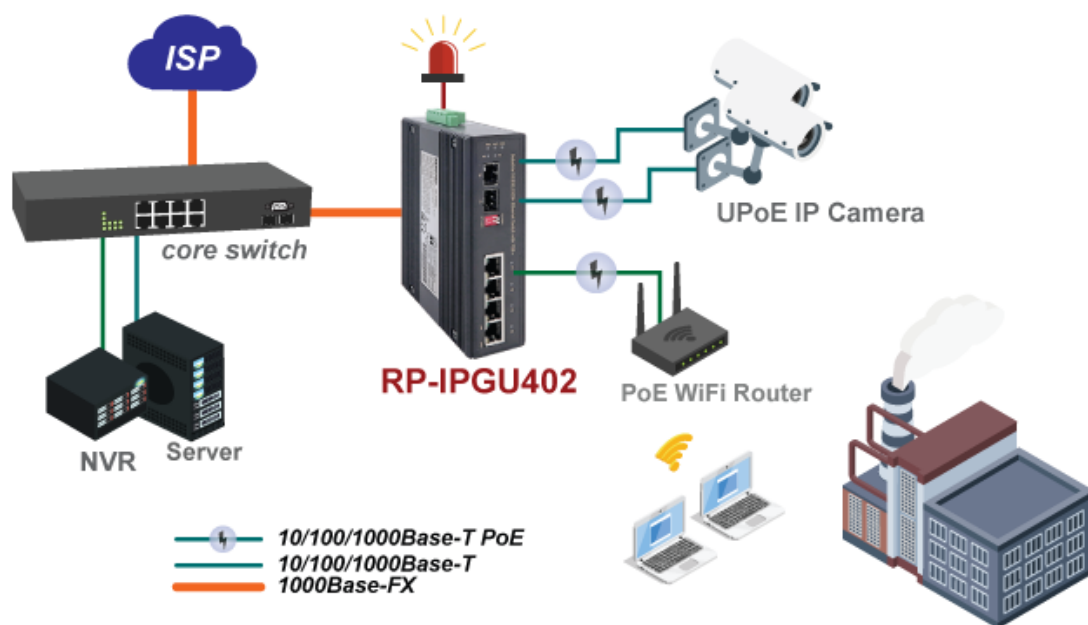 ISP
core switch
UPoE IP Camera
RP-IPGU402
PoE WiFi Router
NVR
Server
10/100/1000Base-T PoE
10/100/1000Base-T
1000Base-FX